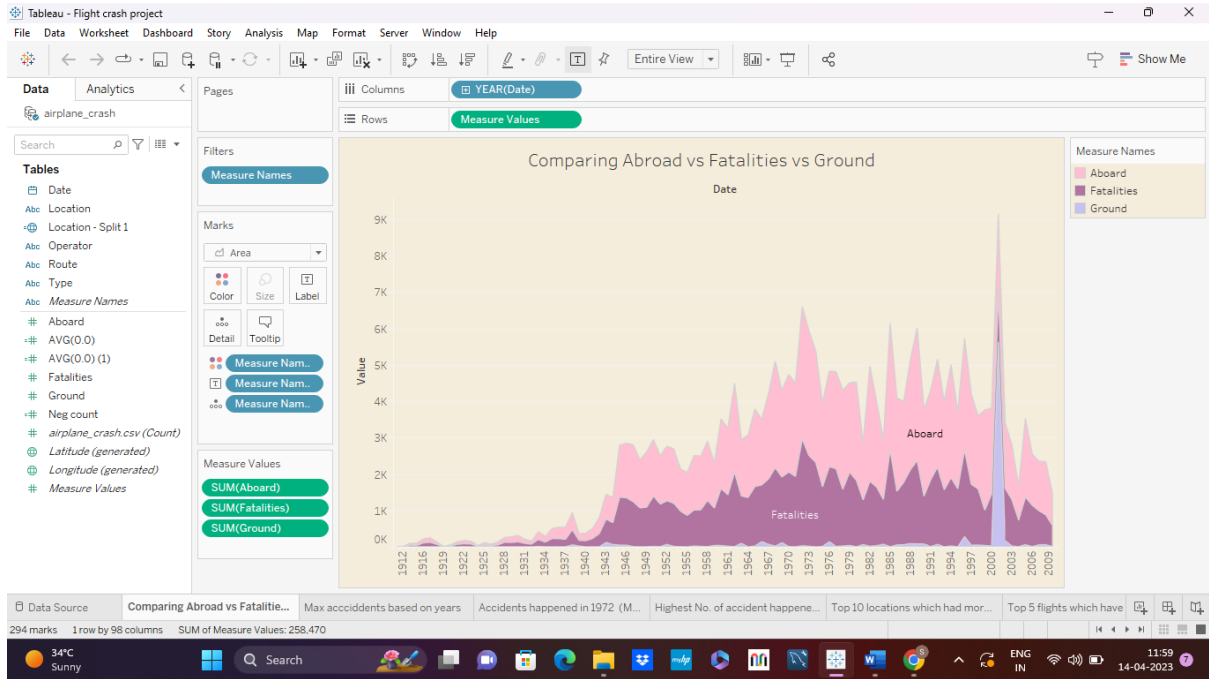 Tableau - Flight crash project
File Data Worksheet Dashboard Story Analysis Map Format Server Window Help
Entire View
Show Me
Data Analytics
Pages
Columns
YEAR(Date)
airplane_crash
Rows
Measure Values
Search
Tables
Date
Abc Location
Location - Split 1
Abc Operator
Abc Route
Abc Type
Abc Measure Names
# Aboard
=# AVG(0.0)
=# AVG(0.0) (1)
# Fatalities
# Ground
=# Neg count
# airplane_crash.csv (Count)
Latitude (generated)
Longitude (generated)
# Measure Values
Filters
Measure Names
Marks
Area
Color Size Label
Detail Tooltip
Measure Nam..
Measure Nam..
Measure Nam..
Measure Values
SUM(Aboard)
SUM(Fatalities)
SUM(Ground)
Comparing Abroad vs Fatalities vs Ground
Date
Value
9K
8K
7K
6K
5K
4K
3K
2K
1K
0K
Aboard
Fatalities
1912 1916 1919 1922 1925 1928 1931 1934 1937 1940 1943 1946 1949 1952 1955 1958 1961 1964 1967 1970 1973 1976 1979 1982 1985 1988 1991 1994 1997 2000 2003 2006 2009
Measure Names
Aboard
Fatalities
Ground
Data Source Comparing Abroad vs Fatalitie... Max accciddents based on years Accidents happened in 1972 (M... Highest No. of accident happene... Top 10 locations which had mor... Top 5 flights which have
294 marks 1 row by 98 columns SUM of Measure Values: 258,470
34°C
Sunny
Search
myhp
S
ENG
IN
11:59
14-04-2023
7